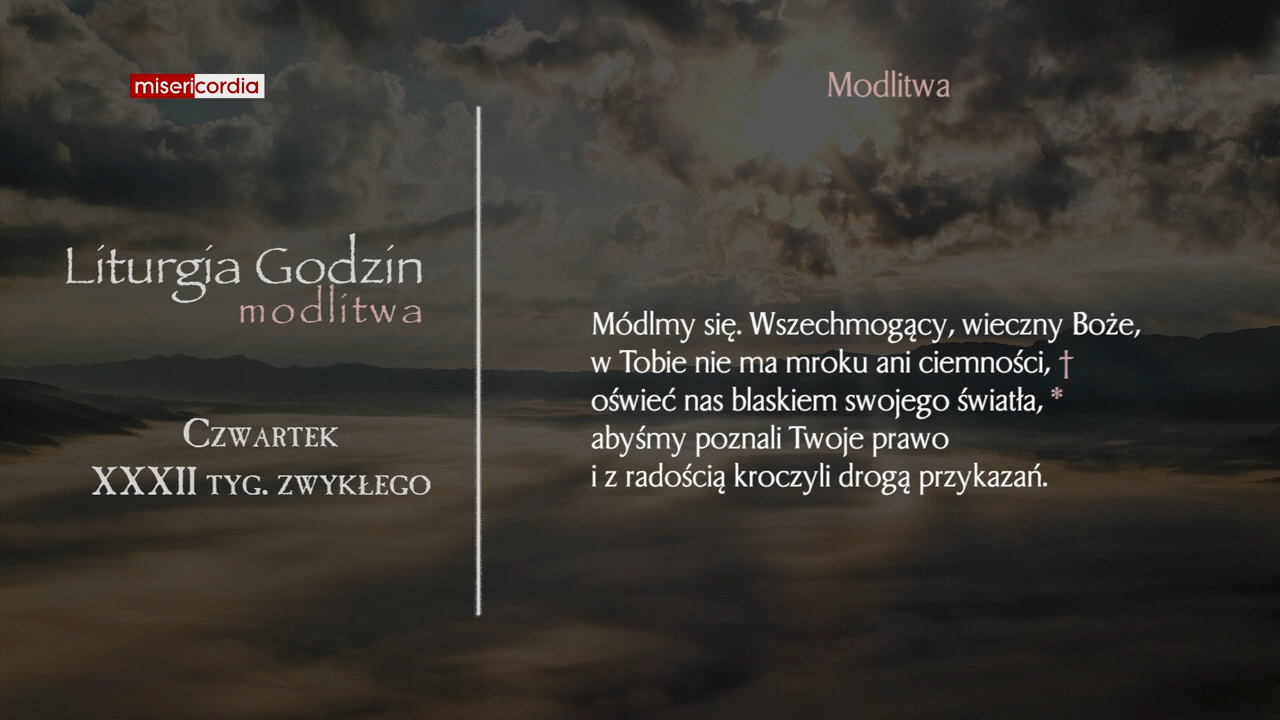 misericordia
Liturgia Godzin
modlitwa
Czwartek
XXXII tyg. zwykłego
Modlitwa
Módlmy się. Wszechmogący, wieczny Boże,
w Tobie nie ma mroku ani ciemności, †
oświeć nas blaskiem swojego światła, *
abyśmy poznali Twoje prawo
i z radością kroczyli drogą przykazań.